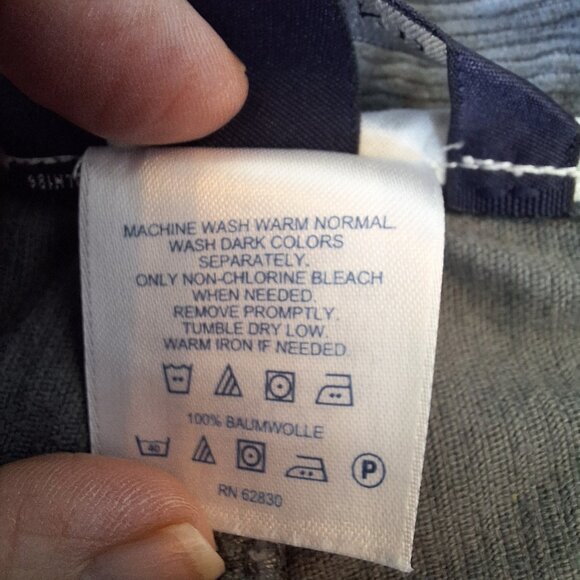 MACHINE WASH WARM NORMAL.
WASH DARK COLORS
SEPARATELY.
ONLY NON-CHLORINE BLEACH
WHEN NEEDED.
REMOVE PROMPTLY.
TUMBLE DRY LOW.
WARM IRON IF NEEDED.
100% BAUMWOLLE
40
P
RN 62830